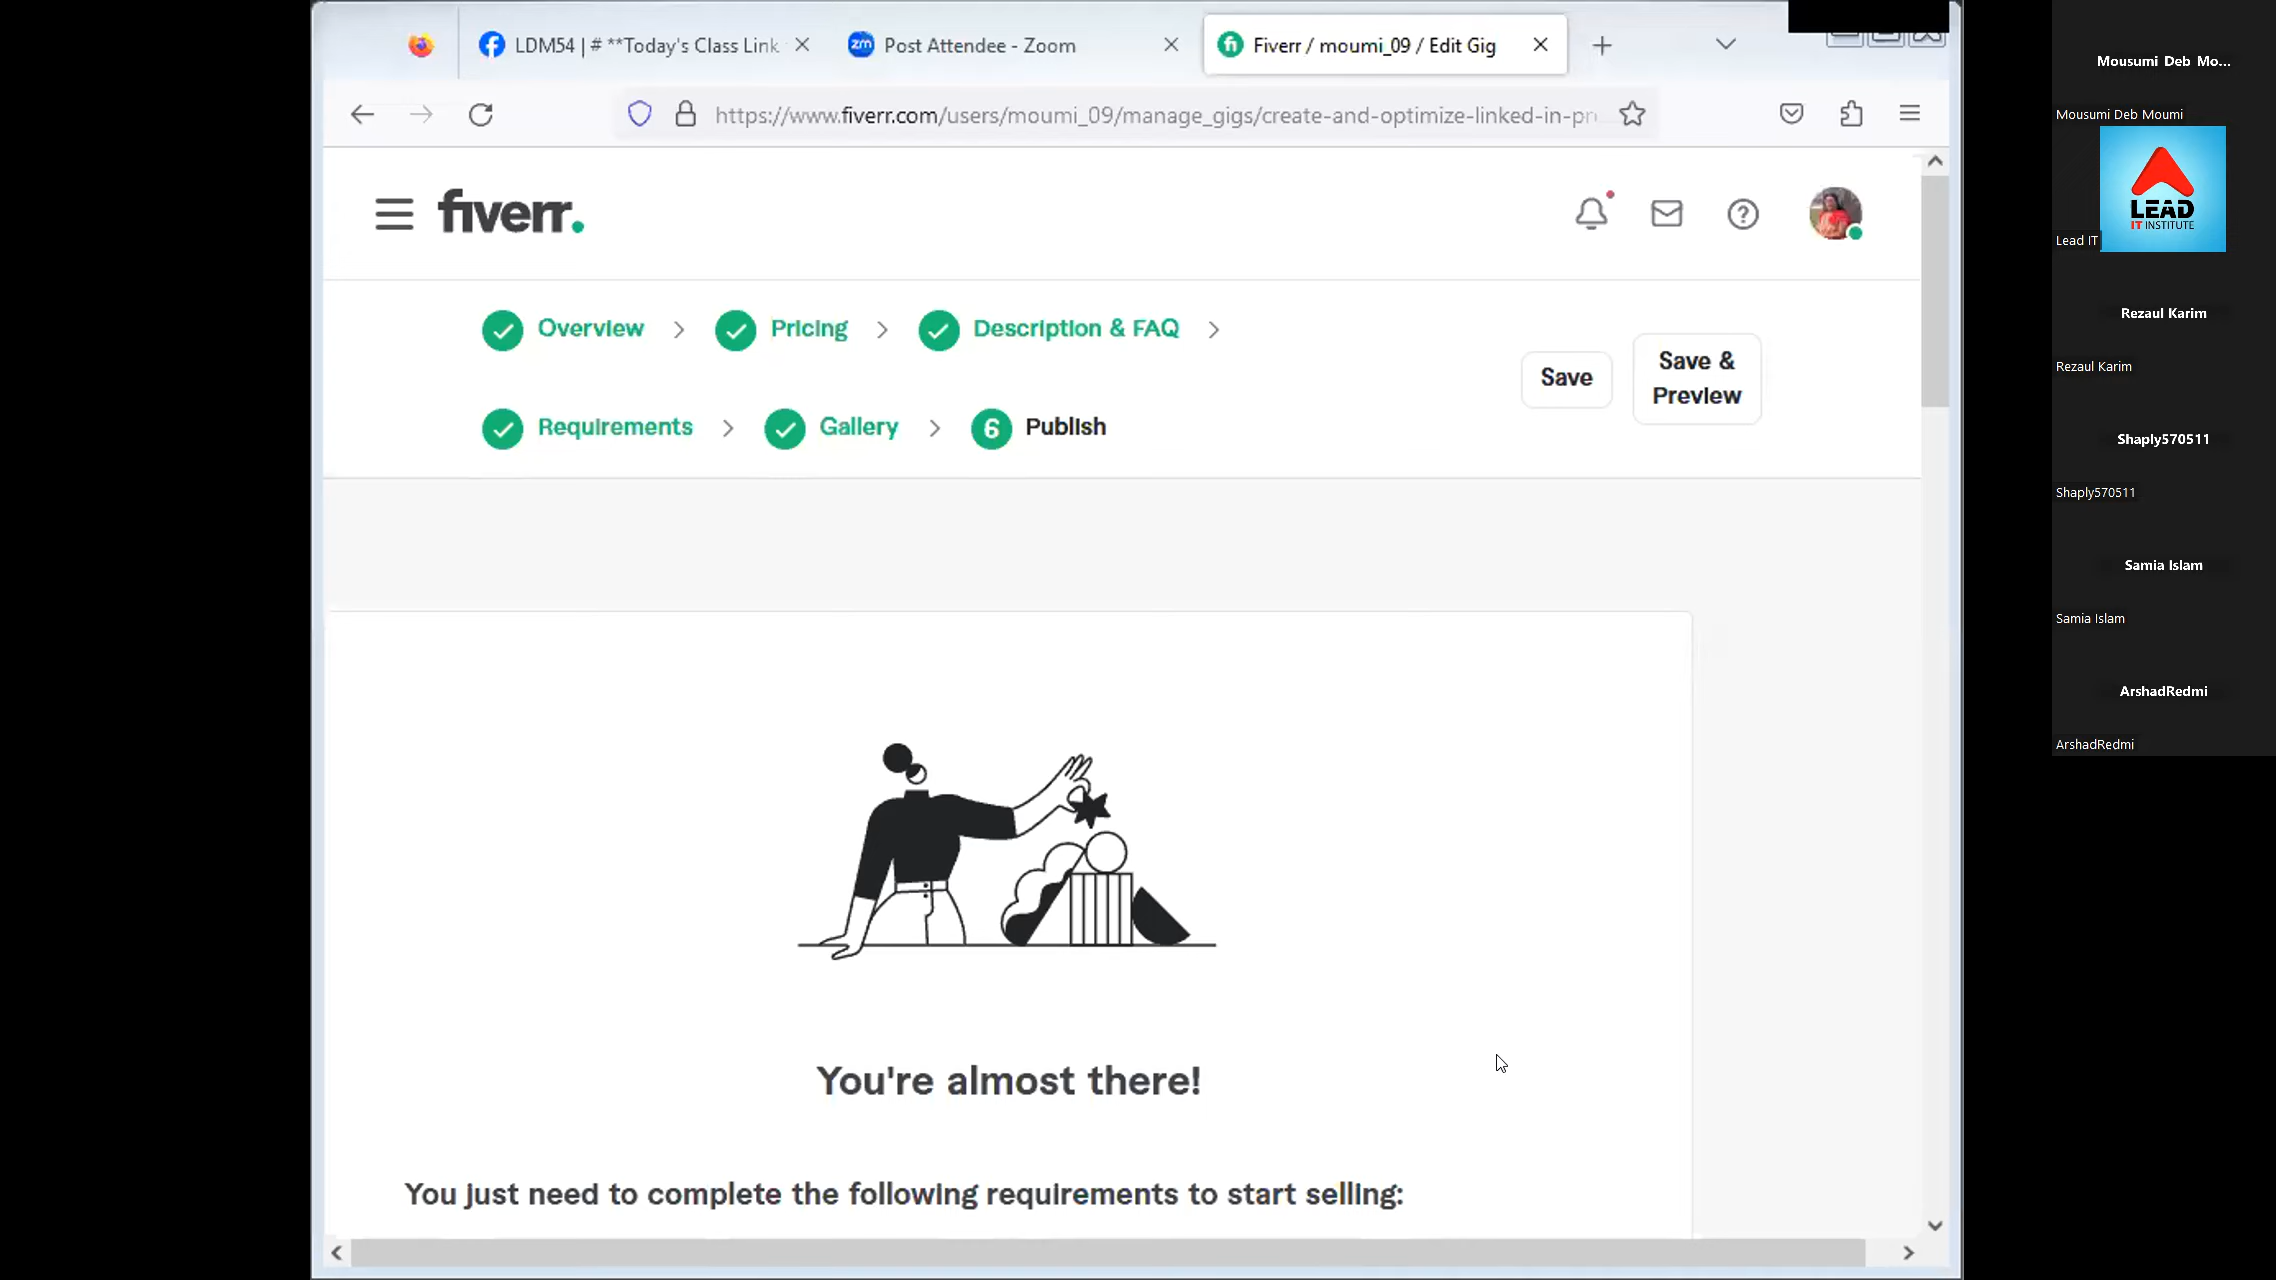 LDM54 | # **Today's Class Link
zm Post Attendee - Zoom
fi Fiverr / moumi_09 / Edit Gig
https://www.fiverr.com/users/moumi_09/manage_gigs/create-and-optimize-linked-in-pr
fiverr.
Overview
Pricing
Description & FAQ
Requirements
Gallery
6 Publish
Save
Save &
Preview
You're almost there!
You just need to complete the following requirements to start selling:
Mousumi Deb Mo...
Mousumi Deb Moumi
LEAD
IT INSTITUTE
Lead IT
Rezaul Karim
Rezaul Karim
Shaply570511
Shaply570511
Samia Islam
Samia Islam
ArshadRedmi
ArshadRedmi